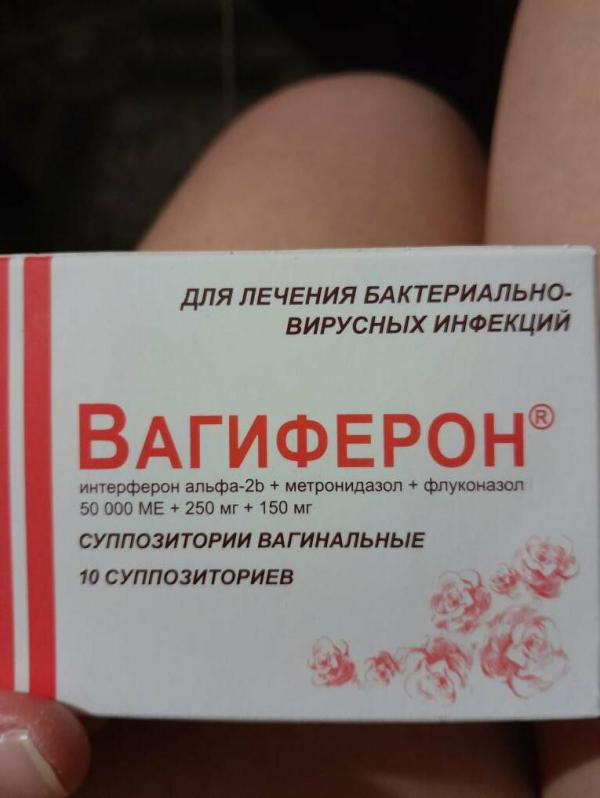 ДЛЯ ЛЕЧЕНИЯ БАКТЕРИАЛЬНО-
ВИРУСНЫХ ИНФЕКЦИЙ
ВАГИФЕРОН®
интерферон альфа-2b + метронидазол + флуконазол
50 000 МЕ + 250 мг + 150 мг
СУППОЗИТОРИИ ВАГИНАЛЬНЫЕ
10 СУППОЗИТОРИЕВ